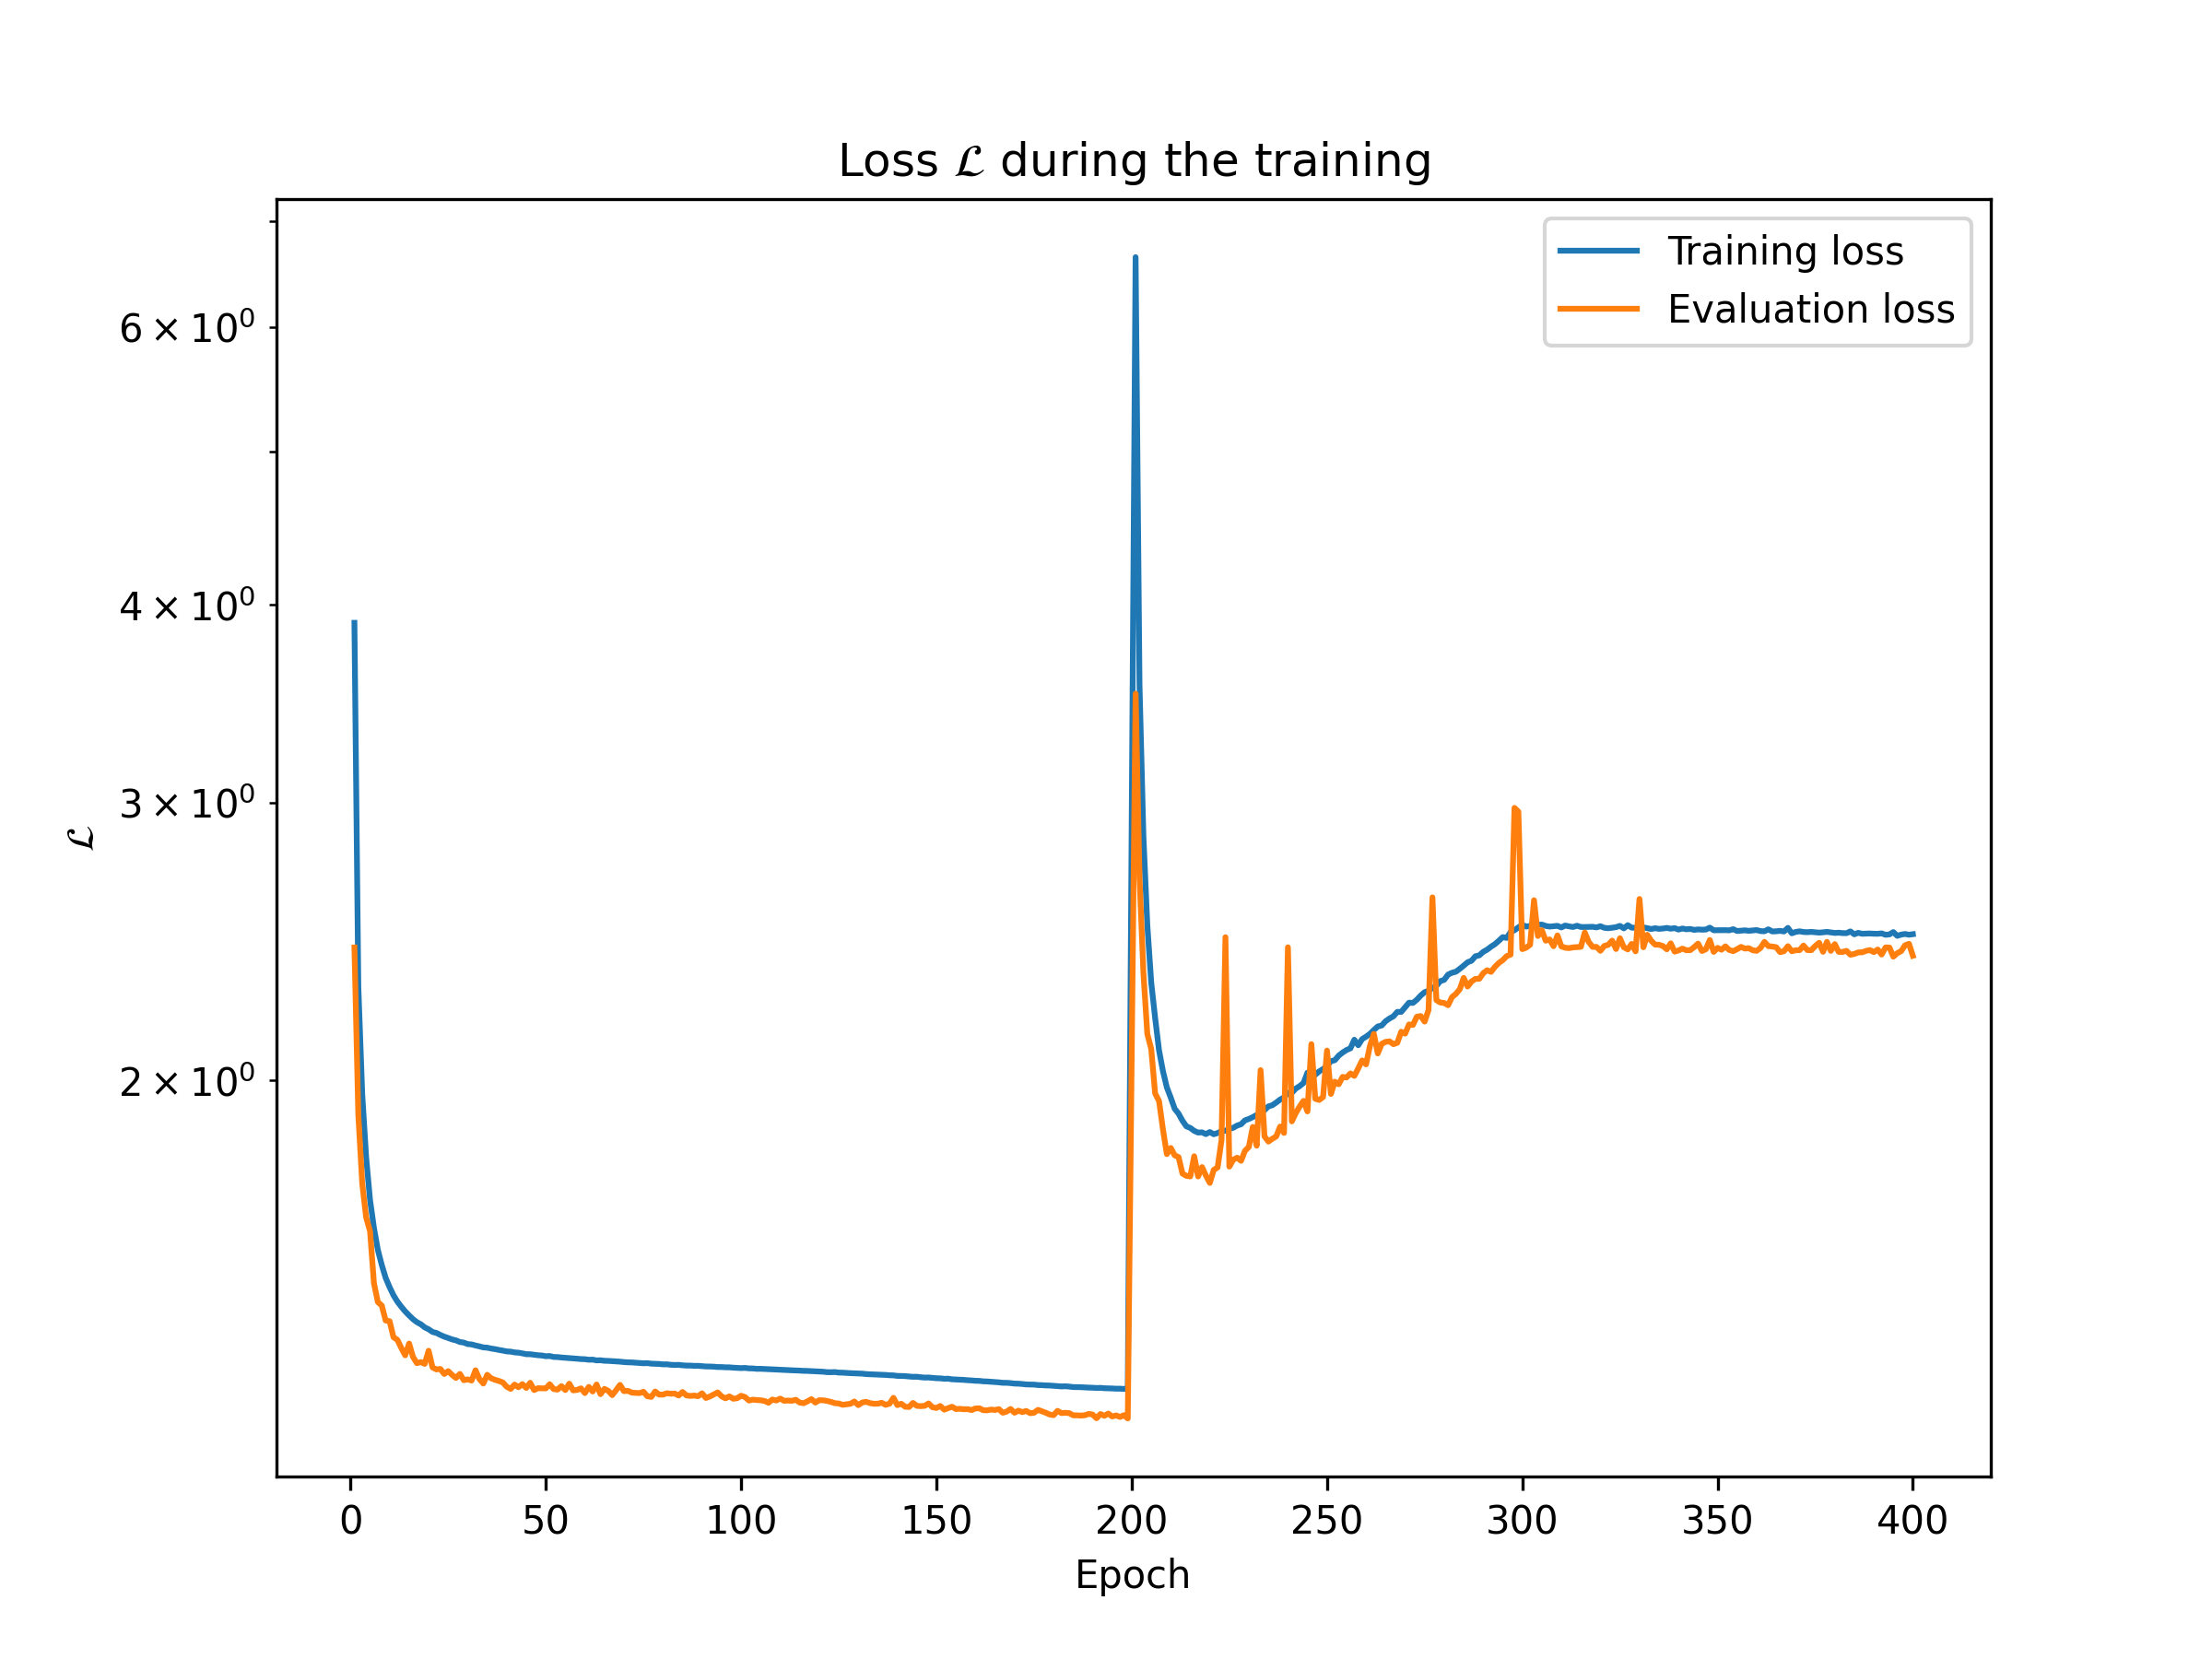 Loss ℒ during the training
Training loss
Evaluation loss
6 × 10⁰
4 × 10⁰
3 × 10⁰
2 × 10⁰
ℒ
0 50 100 150 200 250 300 350 400
Epoch